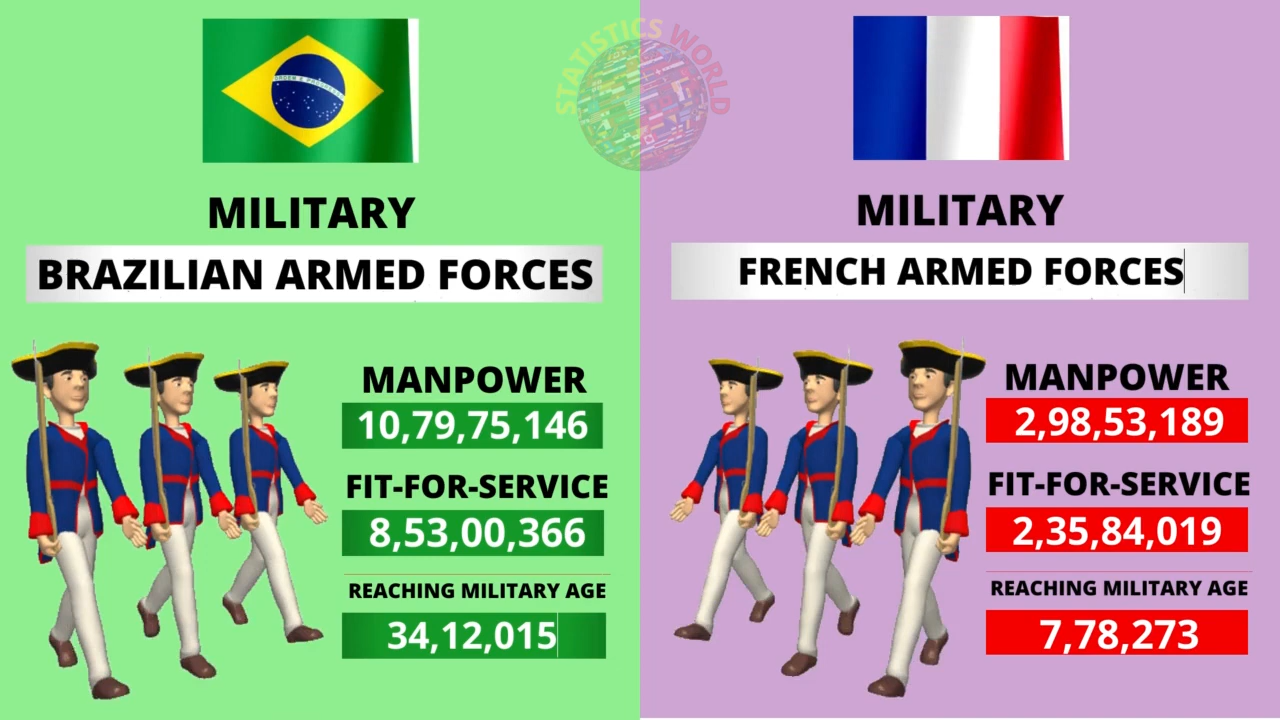 STATISTICS WORLD
MILITARY
BRAZILIAN ARMED FORCES
MANPOWER
10,79,75,146
FIT-FOR-SERVICE
8,53,00,366
REACHING MILITARY AGE
34,12,015
MILITARY
FRENCH ARMED FORCES
MANPOWER
2,98,53,189
FIT-FOR-SERVICE
2,35,84,019
REACHING MILITARY AGE
7,78,273